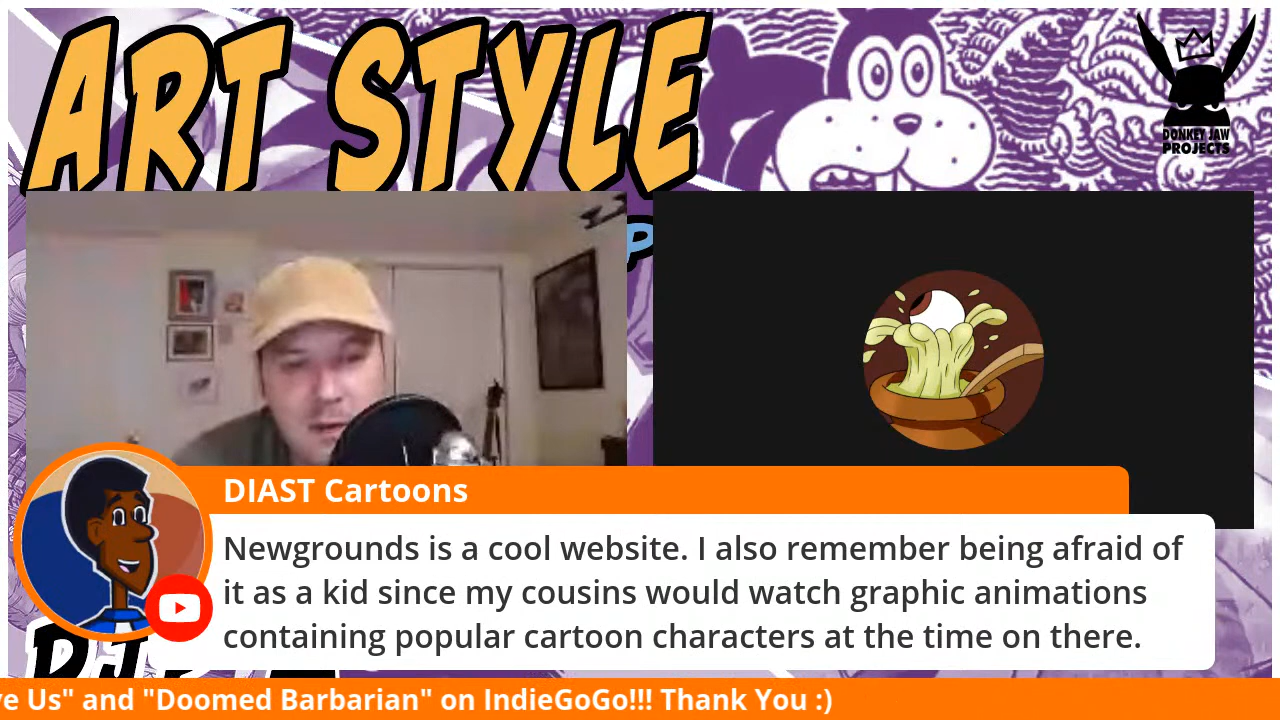 ART STYLE
DONKEY JAW
PROJECTS
P
DIAST Cartoons
Newgrounds is a cool website. I also remember being afraid of
it as a kid since my cousins would watch graphic animations
containing popular cartoon characters at the time on there.
ve Us" and "Doomed Barbarian" on IndieGoGo!!! Thank You :)